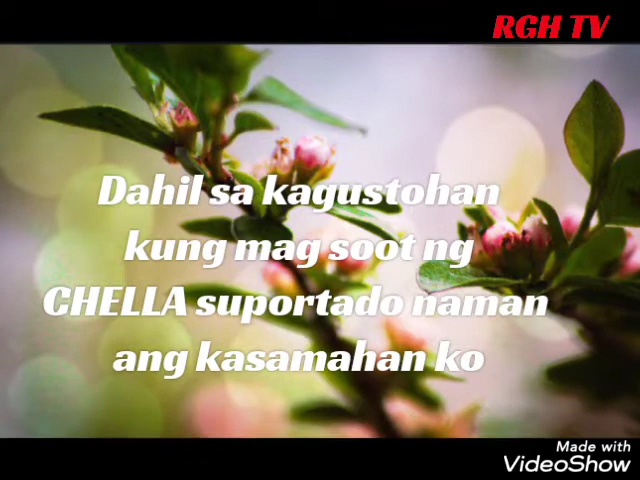 RGH TV
Dahil sa kagustohan
kung mag soot ng
CHELLA suportado naman
ang kasamahan ko
Made with
VideoShow